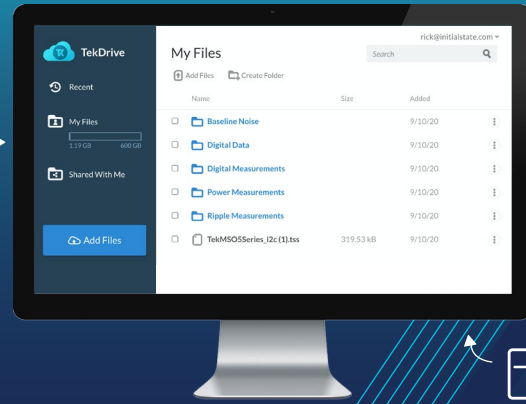 rick@initialstate.com
TekDrive
My Files
Search
Add Files
Create Folder
Recent
Name
Size
Added
My Files
1.19 GB
600 GB
Baseline Noise
9/10/20
Digital Data
9/10/20
Shared With Me
Digital Measurements
9/10/20
Power Measurements
9/10/20
Ripple Measurements
9/10/20
Add Files
TekMSO5Series_i2c (1).tss
319.53 kB
9/10/20